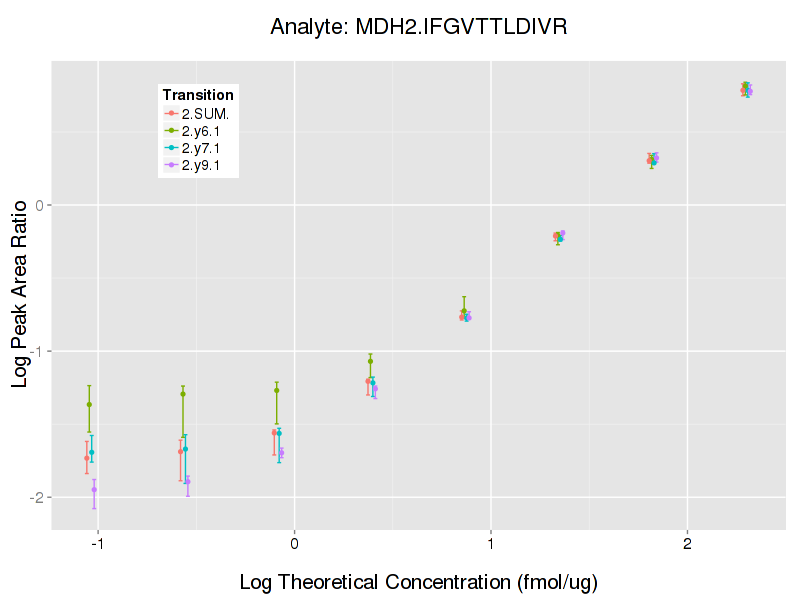 Analyte: MDH2.IFGVTTLDIVR
Transition
2.SUM.
2.y6.1
2.y7.1
2.y9.1
Log Peak Area Ratio
0
-1
-2
-1 0 1 2
Log Theoretical Concentration (fmol/ug)